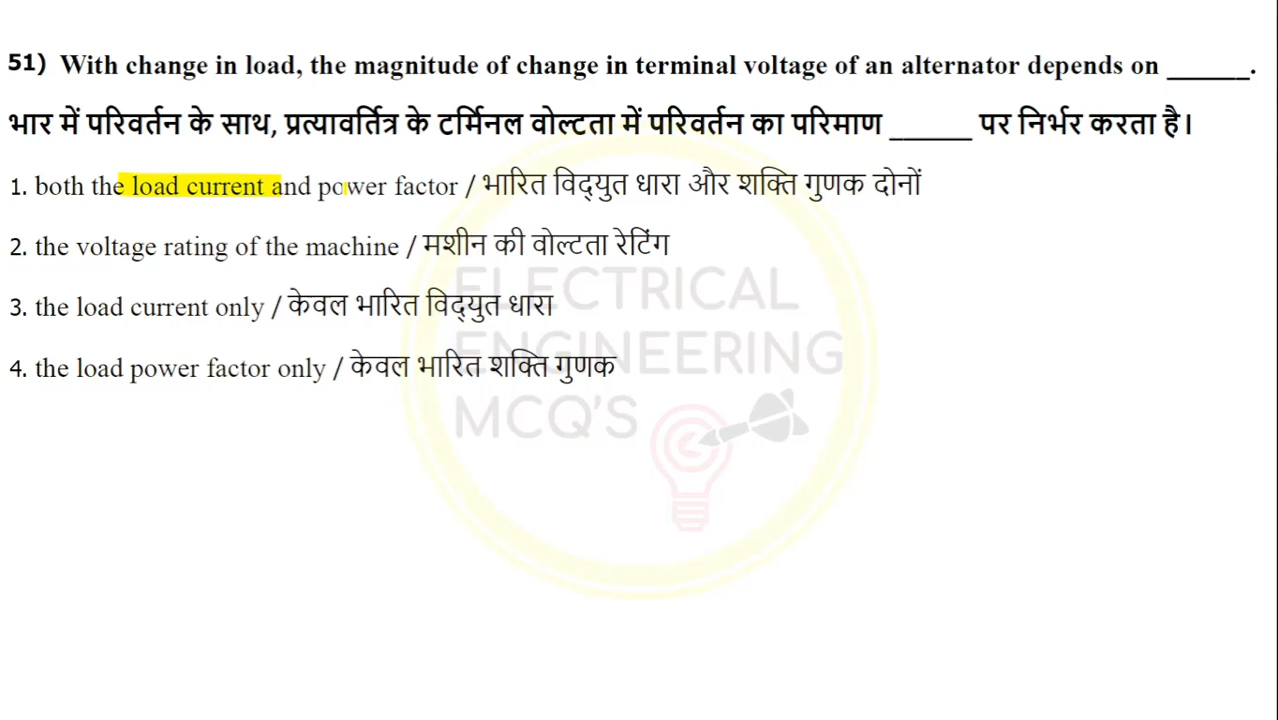 51) With change in load, the magnitude of change in terminal voltage of an alternator depends on ______.
भार में परिवर्तन के साथ, प्रत्यावर्तित्र के टर्मिनल वोल्टता में परिवर्तन का परिमाण ______ पर निर्भर करता है।
1. both the load current and power factor / भारित विद्युत धारा और शक्ति गुणक दोनों
2. the voltage rating of the machine / मशीन की वोल्टता रेटिंग
3. the load current only / केवल भारित विद्युत धारा
4. the load power factor only / केवल भारित शक्ति गुणक
ELECTRICAL
ENGINEERING
MCQ'S